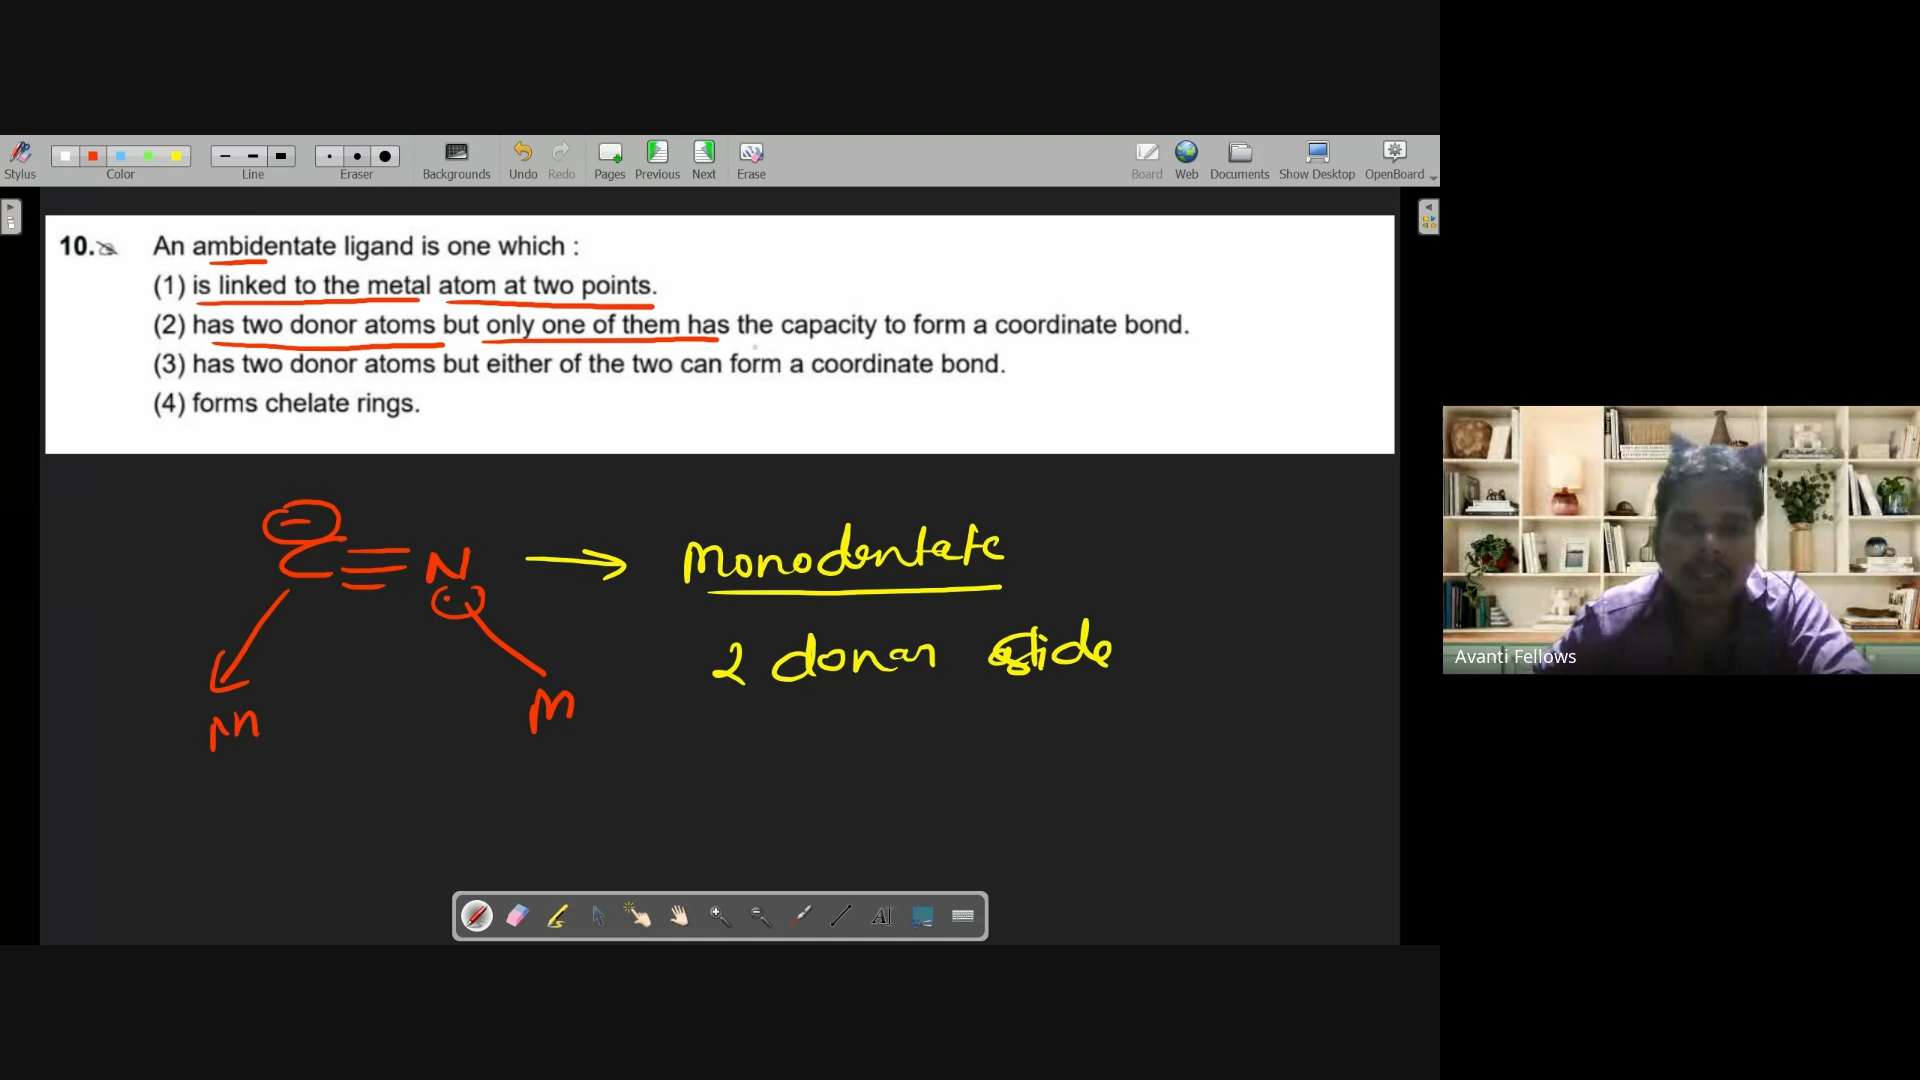 Stylus Color Line Eraser Backgrounds Undo Redo Pages Previous Next Erase Board Web Documents Show Desktop OpenBoard
10. An ambidentate ligand is one which :
(1) is linked to the metal atom at two points.
(2) has two donor atoms but only one of them has the capacity to form a coordinate bond.
(3) has two donor atoms but either of the two can form a coordinate bond.
(4) forms chelate rings.
C≡N → Monodentate
2 donar side
M M
Avanti Fellows